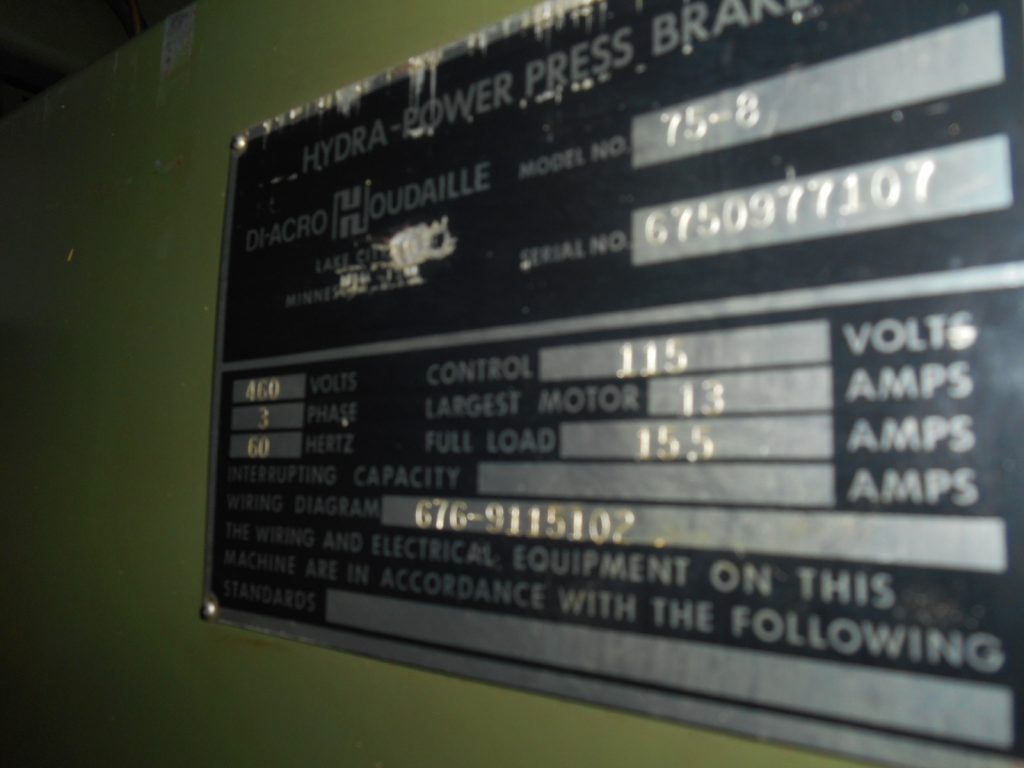 HYDRA-POWER PRESS BRAKE
DI-ACRO HOUDAILLE
LAKE CITY
MODEL NO. 75-8
SERIAL NO. 6750977107
460 VOLTS
3 PHASE
60 HERTZ
CONTROL 115 VOLTS
LARGEST MOTOR 13 AMPS
FULL LOAD 15.5 AMPS
INTERRUPTING CAPACITY AMPS
WIRING DIAGRAM 676-9115102
THE WIRING AND ELECTRICAL EQUIPMENT ON THIS
MACHINE ARE IN ACCORDANCE WITH THE FOLLOWING
STANDARDS